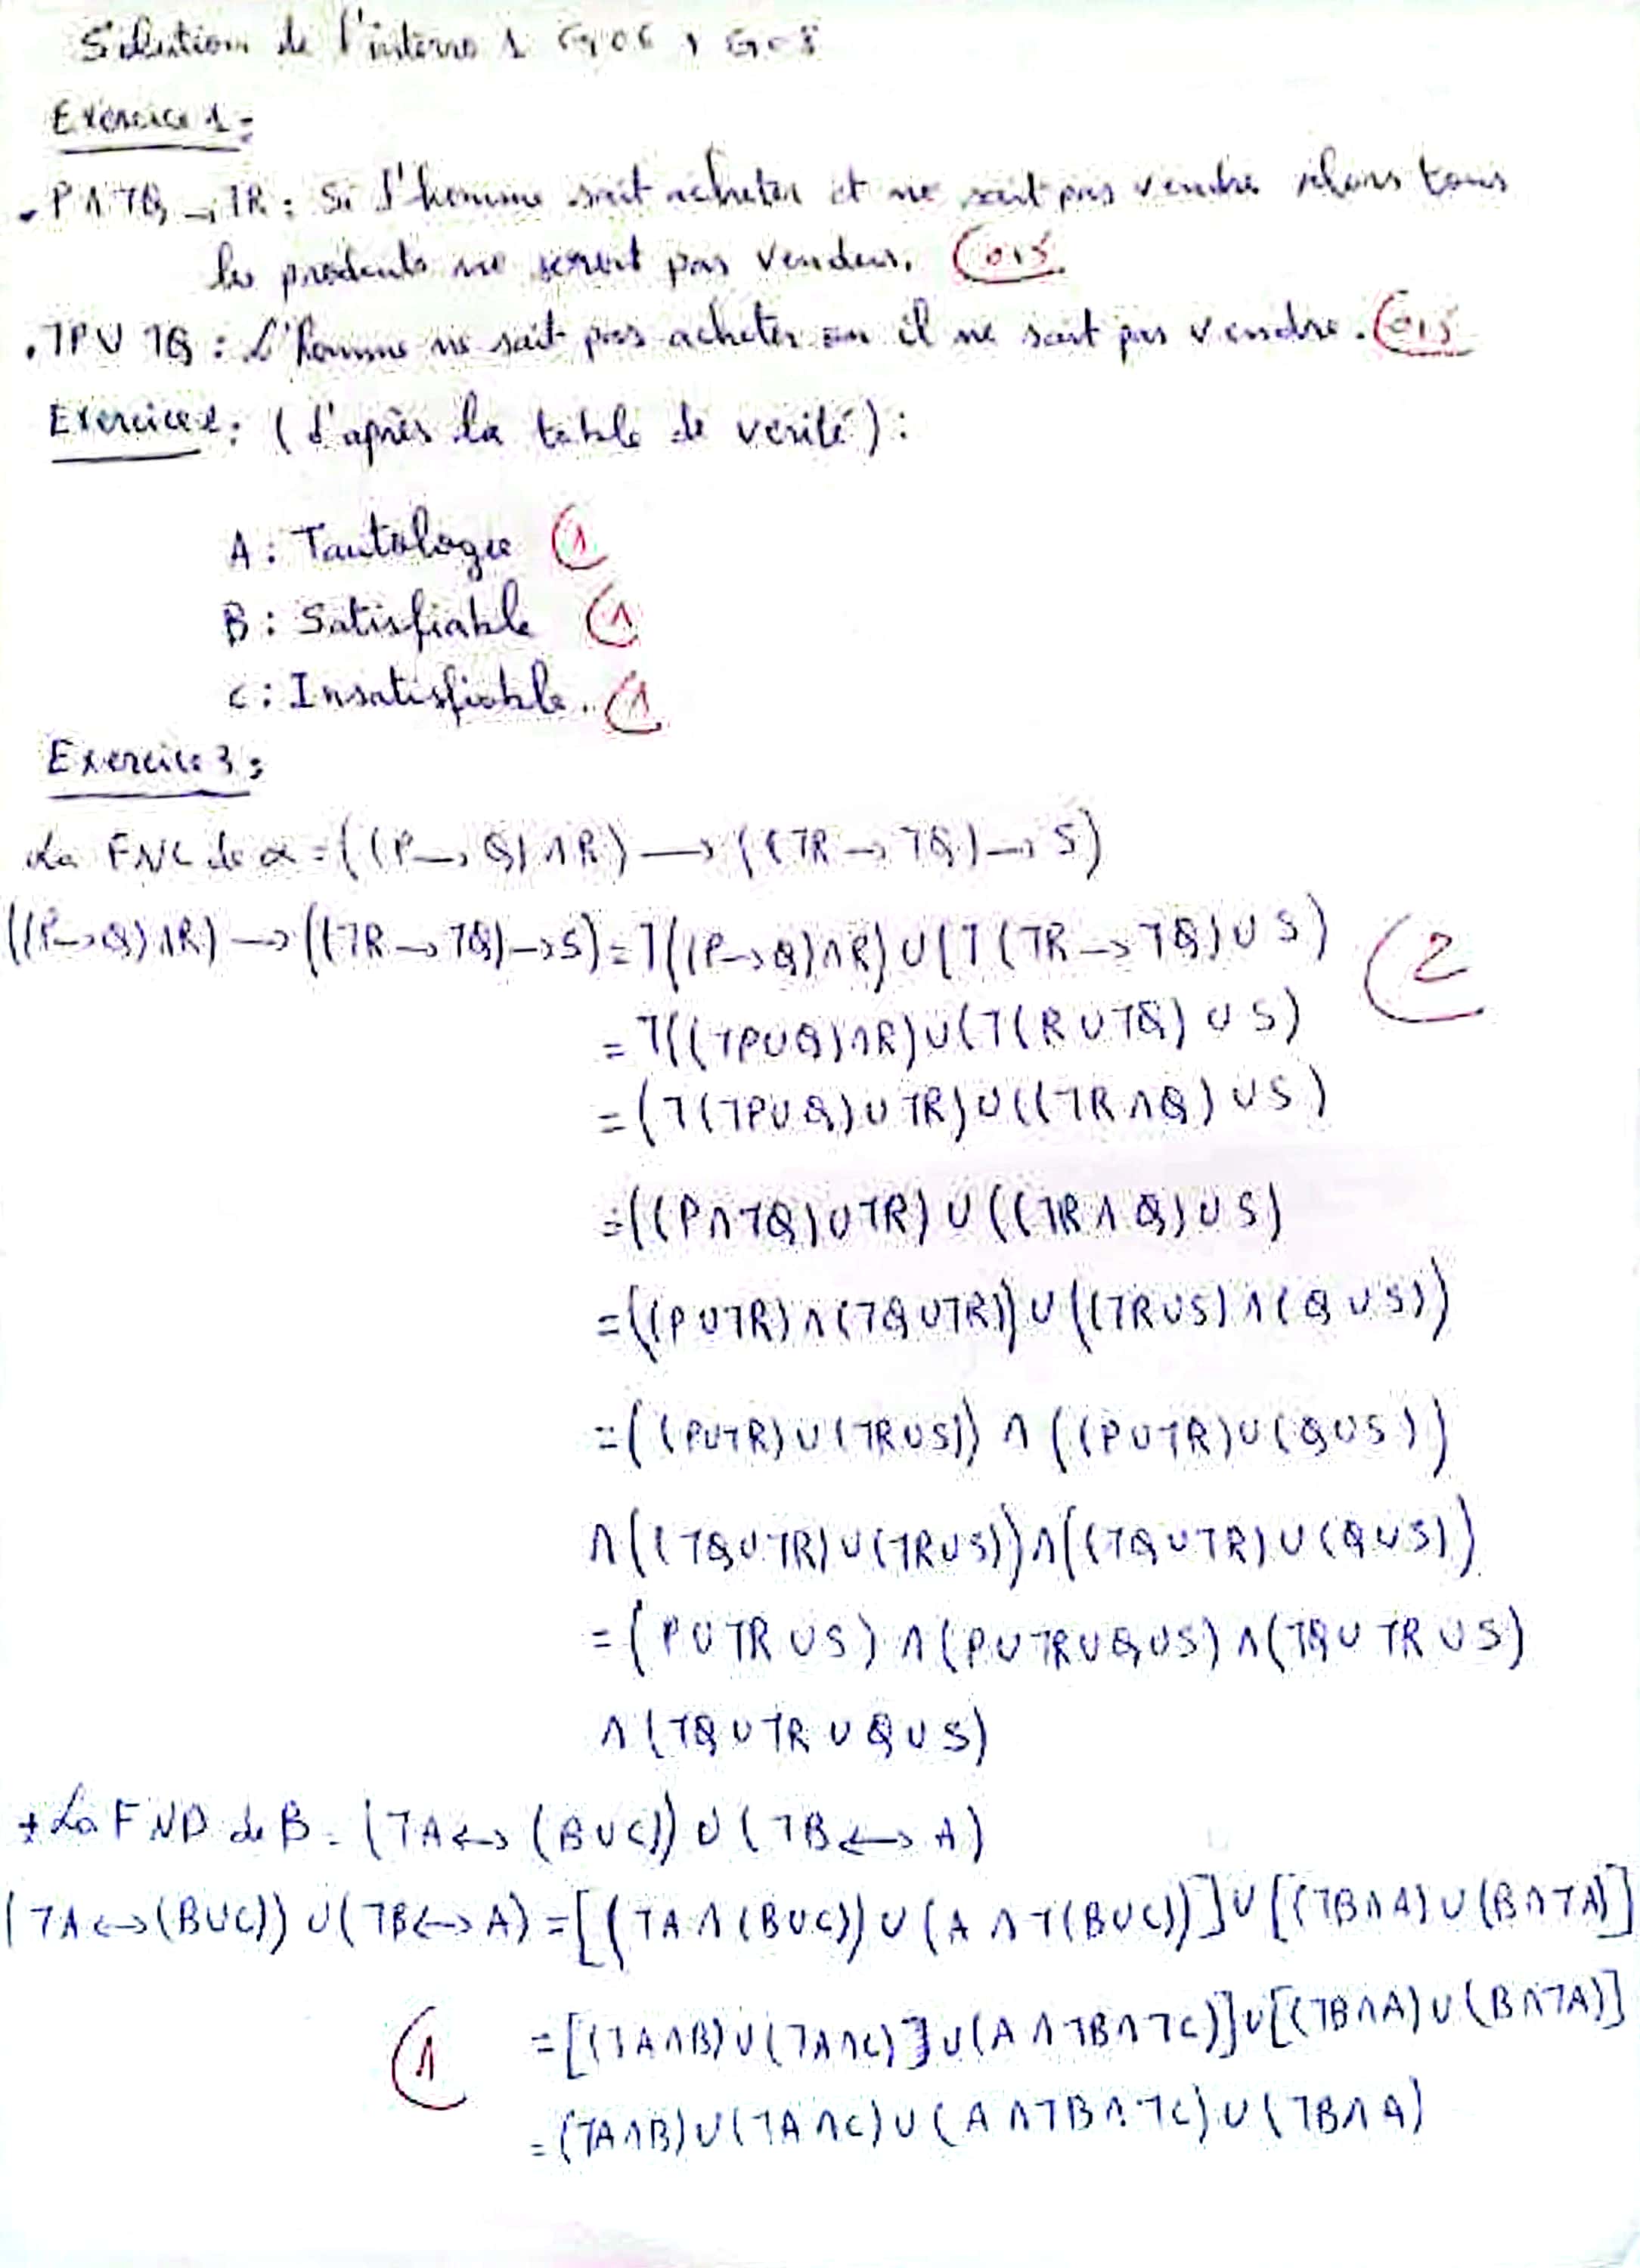 Solution de l'interro 1 G06, G08
Exercice 1:
- P∧¬Q → ¬R : Si l'homme sait acheter et ne sait pas vendre alors tous
les produits ne seront pas vendus. 0,5
. ¬P∨¬Q : L'homme ne sait pas acheter ou il ne sait pas vendre. 0,5
Exercice 2: (d'après la table de vérité):
A: Tautologie 1
B: Satisfiable 1
C: Insatisfiable. 1
Exercice 3:
La FNC de α = ((P→Q)∧R) → ((¬R→¬Q)→S)
((P→Q)∧R) → ((¬R→¬Q)→S) = ¬((P→Q)∧R)∨(¬(¬R→¬Q)∨S) 2
= ¬((¬P∨Q)∧R)∨(¬(R∨¬Q)∨S)
= (¬(¬P∨Q)∨¬R)∨((¬R∧Q)∨S)
= ((P∧¬Q)∨¬R)∨((¬R∧Q)∨S)
= ((P∨¬R)∧(¬Q∨¬R))∨((¬R∨S)∧(Q∨S))
= ((P∨¬R)∨(¬R∨S))∧((P∨¬R)∨(Q∨S))
∧((¬Q∨¬R)∨(¬R∨S))∧((¬Q∨¬R)∨(Q∨S))
= (P∨¬R∨S)∧(P∨¬R∨Q∨S)∧(¬Q∨¬R∨S)
∧(¬Q∨¬R∨Q∨S)
+ La FND de B = (¬A↔(B∨C))∨(¬B↔A)
(¬A↔(B∨C))∨(¬B↔A) = [(¬A∧(B∨C))∨(A∧¬(B∨C))]∨[(¬B∧A)∨(B∧¬A)]
1 = [(¬A∧B)∨(¬A∧C)]∨(A∧¬B∧¬C)]∨[(¬B∧A)∨(B∧¬A)]
= (¬A∧B)∨(¬A∧C)∨(A∧¬B∧¬C)∨(¬B∧A)